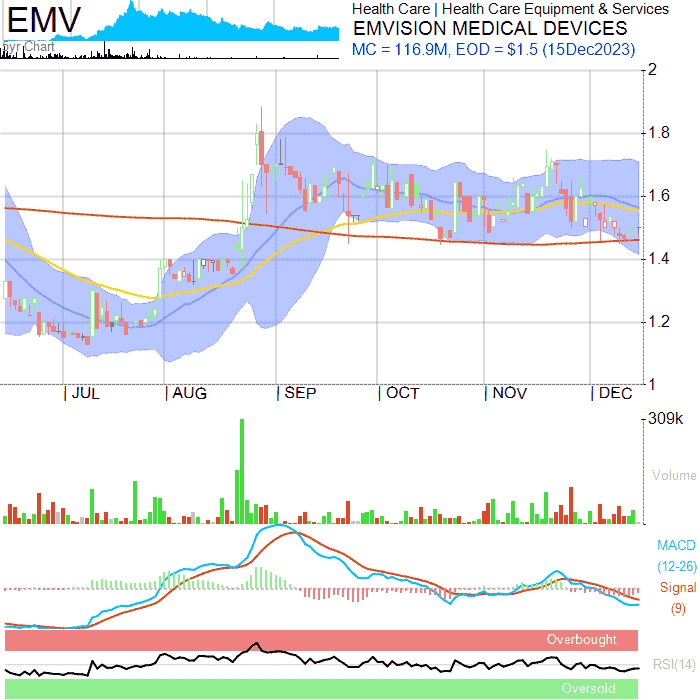 EMV
5yr Chart
Health Care | Health Care Equipment & Services
EMVISION MEDICAL DEVICES
MC = 116.9M, EOD = $1.5 (15Dec2023)
2
1.8
1.6
1.4
1.2
1
JUL
AUG
SEP
OCT
NOV
DEC
309k
Volume
MACD
(12-26)
Signal
(9)
Overbought
RSI(14)
Oversold